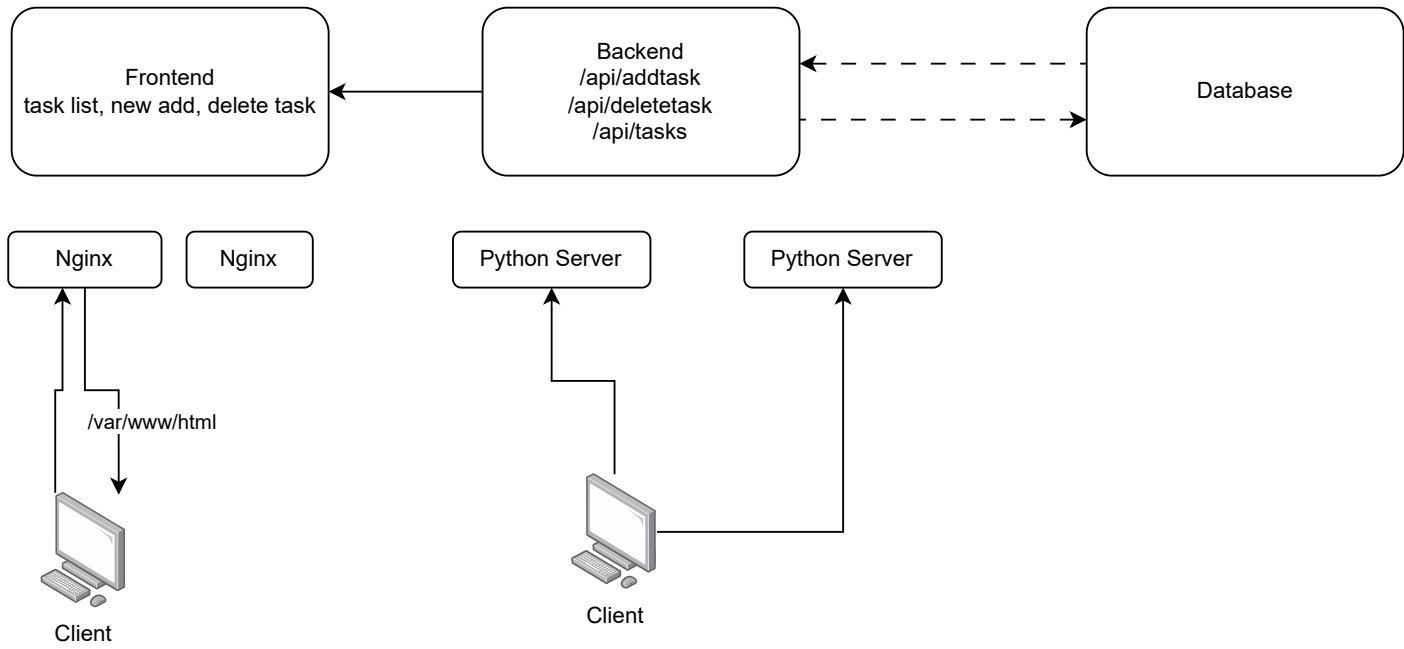 Frontend
task list, new add, delete task
Backend
/api/addtask
/api/deletetask
/api/tasks
Database
Nginx
Nginx
Python Server
Python Server
/var/www/html
Client
Client